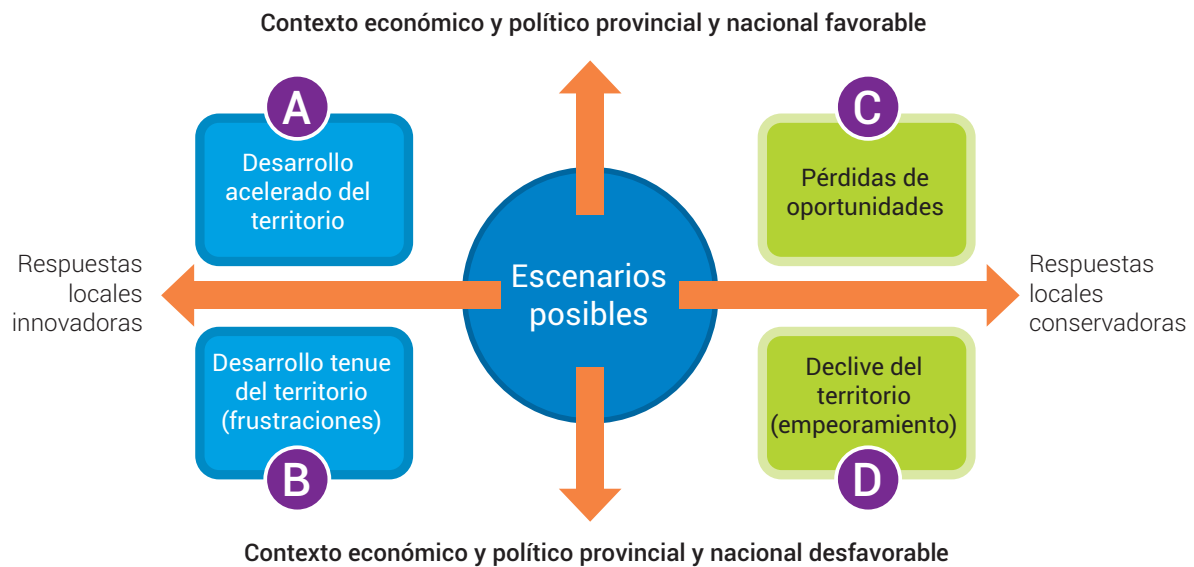 Contexto económico y político provincial y nacional favorable
A
Desarrollo
acelerado del
territorio
C
Pérdidas de
oportunidades
Respuestas
locales
innovadoras
Escenarios
posibles
Respuestas
locales
conservadoras
Desarrollo tenue
del territorio
(frustraciones)
B
Declive del
territorio
(empeoramiento)
D
Contexto económico y político provincial y nacional desfavorable